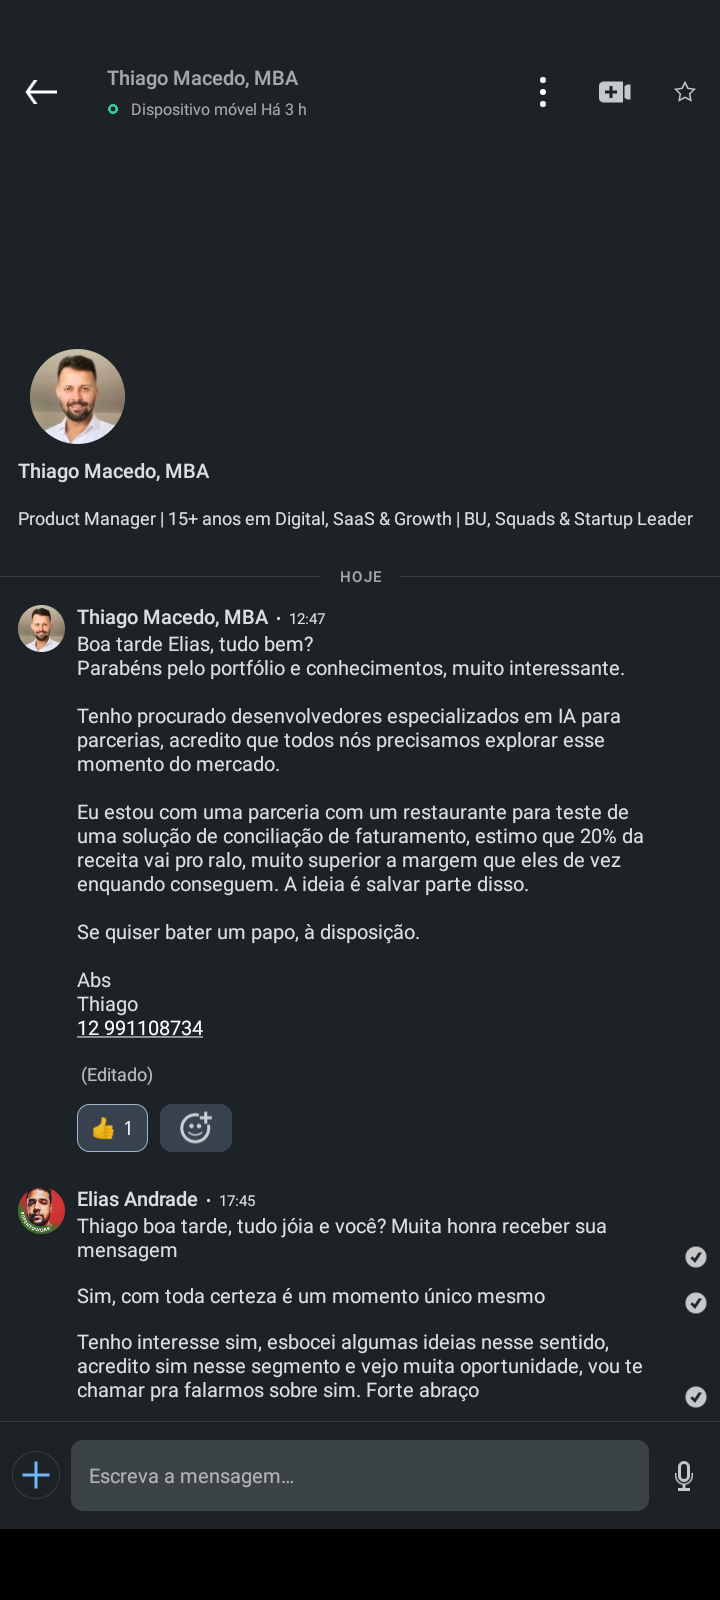 Thiago Macedo, MBA
Dispositivo móvel Há 3 h
Thiago Macedo, MBA
Product Manager | 15+ anos em Digital, SaaS & Growth | BU, Squads & Startup Leader
HOJE
Thiago Macedo, MBA • 12:47
Boa tarde Elias, tudo bem?
Parabéns pelo portfólio e conhecimentos, muito interessante.
Tenho procurado desenvolvedores especializados em IA para
parcerias, acredito que todos nós precisamos explorar esse
momento do mercado.
Eu estou com uma parceria com um restaurante para teste de
uma solução de conciliação de faturamento, estimo que 20% da
receita vai pro ralo, muito superior a margem que eles de vez
enquando conseguem. A ideia é salvar parte disso.
Se quiser bater um papo, à disposição.
Abs
Thiago
12 991108734
(Editado)
1
Elias Andrade • 17:45
Thiago boa tarde, tudo jóia e você? Muita honra receber sua
mensagem
Sim, com toda certeza é um momento único mesmo
Tenho interesse sim, esbocei algumas ideias nesse sentido,
acredito sim nesse segmento e vejo muita oportunidade, vou te
chamar pra falarmos sobre sim. Forte abraço
Escreva a mensagem...